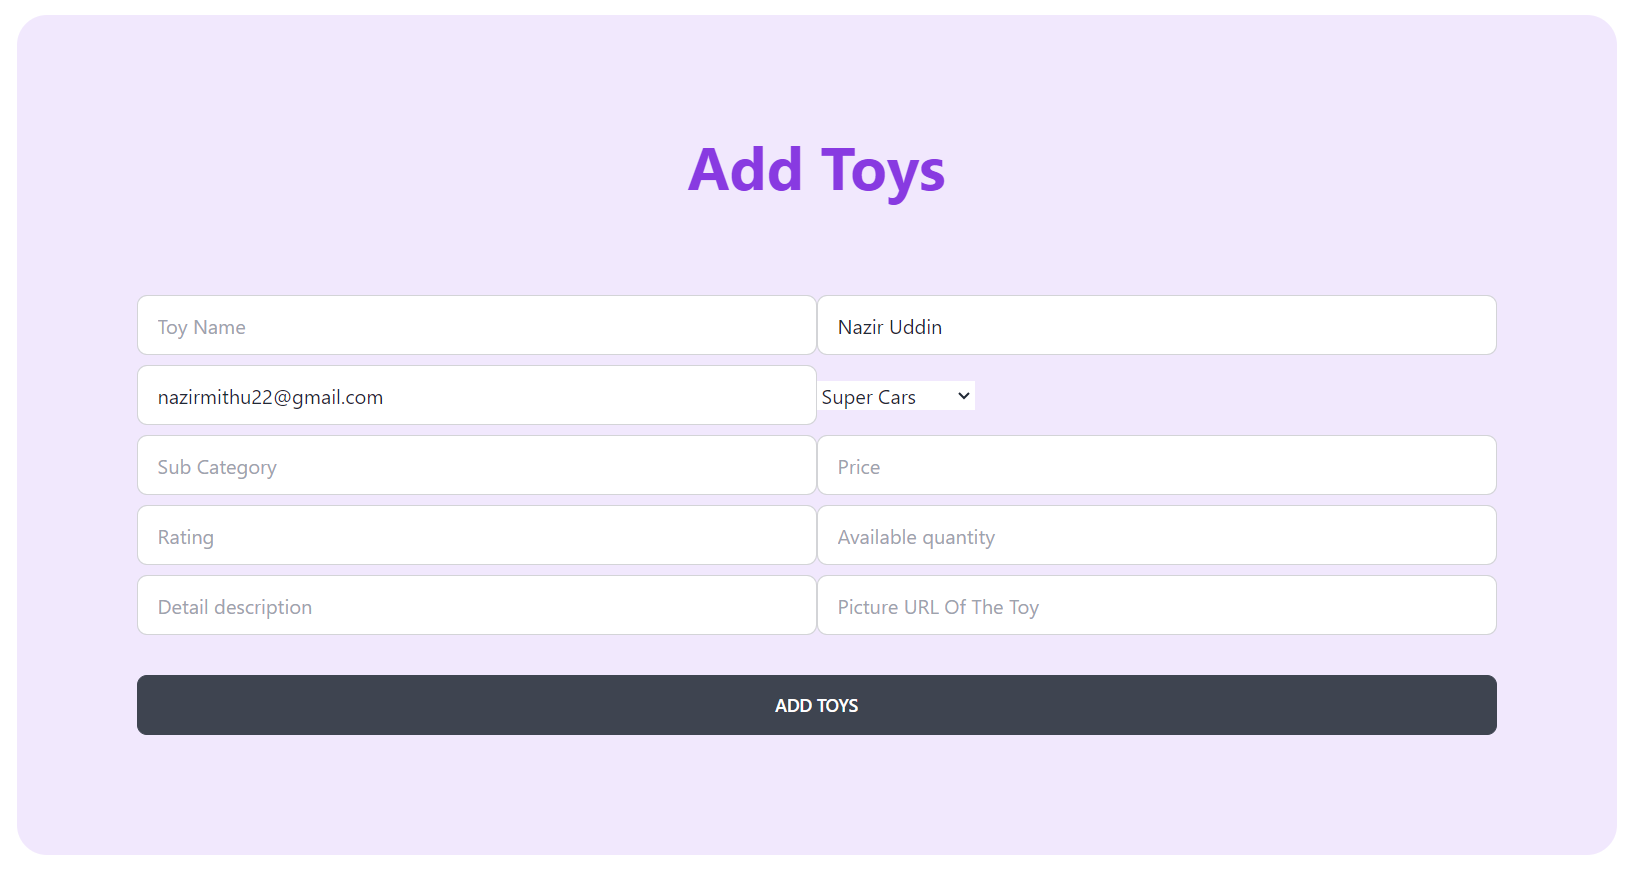 Add Toys
Toy Name
Nazir Uddin
nazirmithu22@gmail.com
Super Cars
Sub Category
Price
Rating
Available quantity
Detail description
Picture URL Of The Toy
ADD TOYS